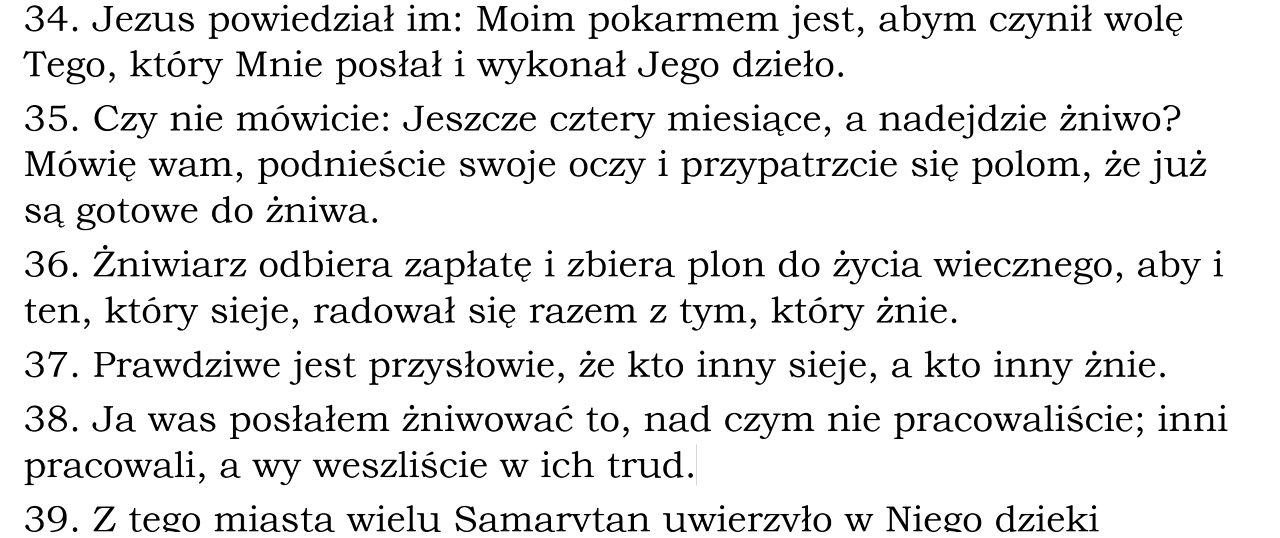 34. Jezus powiedział im: Moim pokarmem jest, abym czynił wolę
Tego, który Mnie posłał i wykonał Jego dzieło.
35. Czy nie mówicie: Jeszcze cztery miesiące, a nadejdzie żniwo?
Mówię wam, podnieście swoje oczy i przypatrzcie się polom, że już
są gotowe do żniwa.
36. Żniwiarz odbiera zapłatę i zbiera plon do życia wiecznego, aby i
ten, który sieje, radował się razem z tym, który żnie.
37. Prawdziwe jest przysłowie, że kto inny sieje, a kto inny żnie.
38. Ja was posłałem żniwować to, nad czym nie pracowaliście; inni
pracowali, a wy weszliście w ich trud.
39. Z tego miasta wielu Samarytan uwierzyło w Niego dzięki